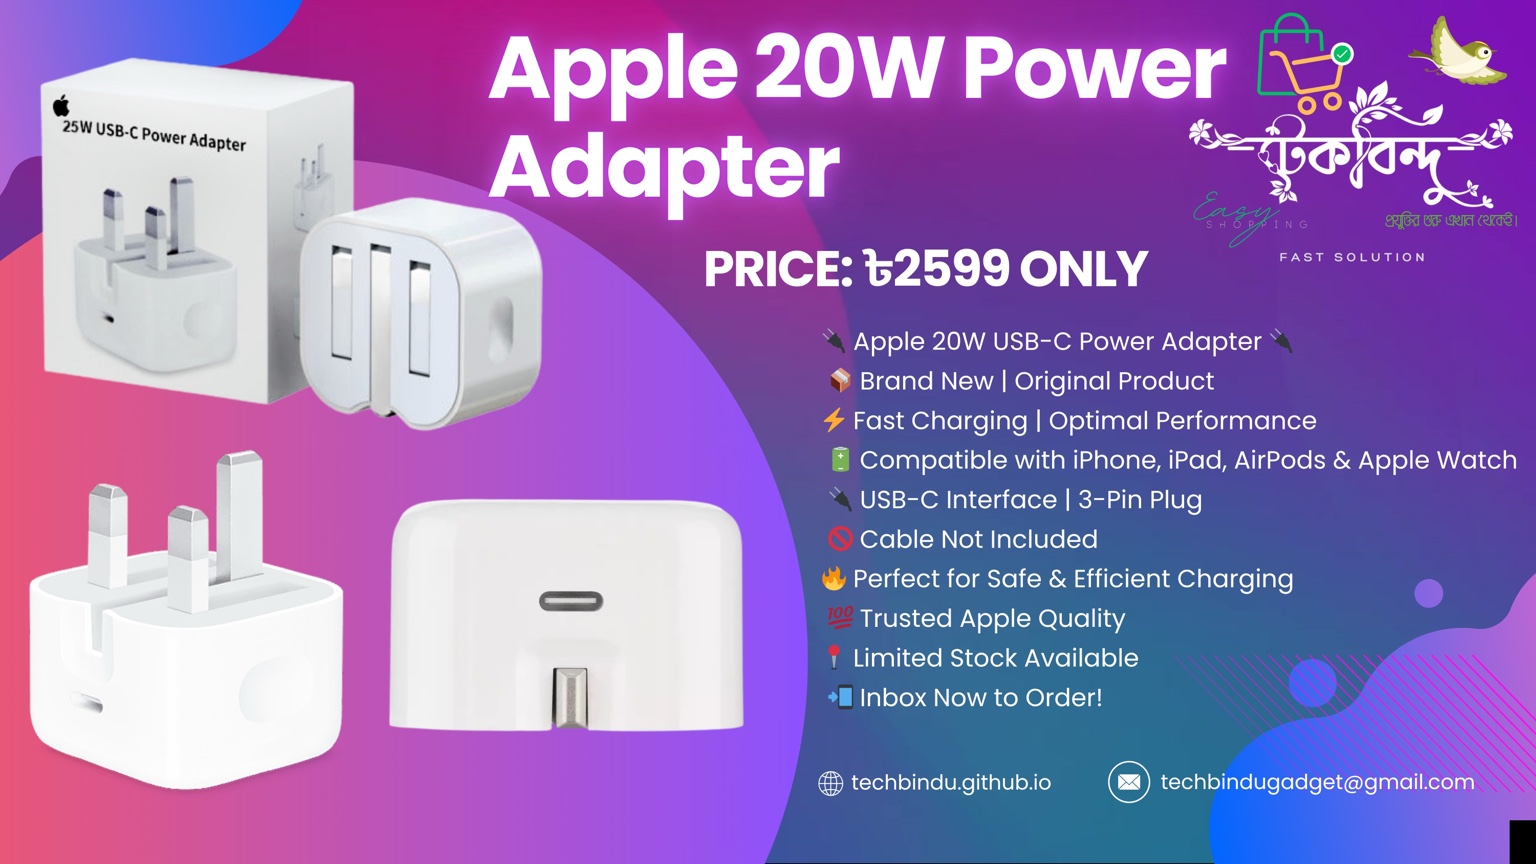 Apple 20W Power
Adapter
25W USB-C Power Adapter
টেকবিন্দু
Easy
SHOPPING
প্রযুক্তির শুরু এখান থেকেই।
FAST SOLUTION
PRICE: ৳2599 ONLY
🔌 Apple 20W USB-C Power Adapter 🔌
📦 Brand New | Original Product
⚡ Fast Charging | Optimal Performance
🔋 Compatible with iPhone, iPad, AirPods & Apple Watch
🔌 USB-C Interface | 3-Pin Plug
🚫 Cable Not Included
🔥 Perfect for Safe & Efficient Charging
💯 Trusted Apple Quality
📍 Limited Stock Available
📲 Inbox Now to Order!
techbindu.github.io
techbindugadget@gmail.com